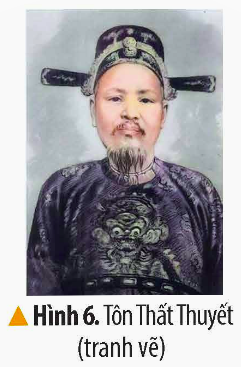 ▲ Hình 6. Tôn Thất Thuyết
(tranh vẽ)